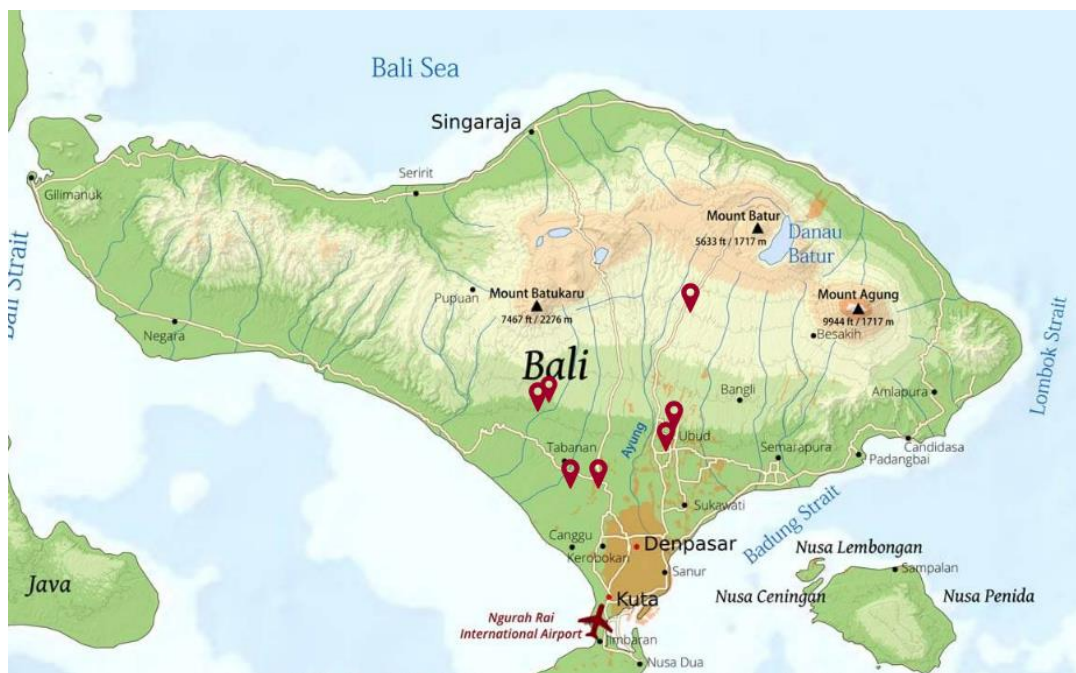 Bali Sea
Singaraja
Gilimanuk
Seririt
Mount Batur
5633 ft / 1717 m
Danau
Batur
Bali Strait
Pupuan
Mount Batukaru
7467 ft / 2276 m
Mount Agung
9944 ft / 1717 m
Besakih
Negara
Lombok Strait
Bali
Bangli
Amlapura
Ayung
Ubud
Tabanan
Semarapura
Candidasa
Padangbai
Sukawati
Badung Strait
Canggu
Kerobokan
Denpasar
Sanur
Nusa Lembongan
Sampalan
Java
Kuta
Nusa Ceningan
Nusa Penida
Ngurah Rai
International Airport
Jimbaran
Nusa Dua